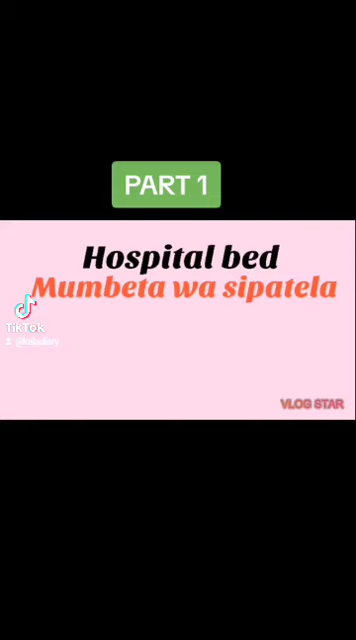 PART 1
Hospital bed
Mumbeta wa sipatela
TikTok
VLOG STAR